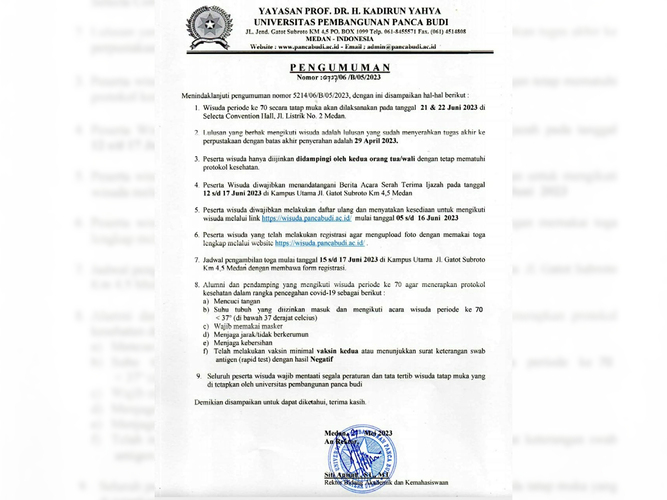 YAYASAN PROF. DR. H. KADIRUN YAHYA
UNIVERSITAS PEMBANGUNAN PANCA BUDI
JL. Jend. Gatot Subroto KM 4,5 PO. BOX 1099 Telp. 061-8455571 Fax. (061) 4514808
MEDAN - INDONESIA
Website : www.pancabudi.ac.id - Email : admin@pancabudi.ac.id
PENGUMUMAN
Nomor : /06 /B/05/2023
Menindaklanjuti pengumuman nomor 5214/06/B/05/2023, dengan ini disampaikan hal-hal berikut :
1. Wisuda periode ke 70 secara tatap muka akan dilaksanakan pada tanggal 21 & 22 Juni 2023 di
Selecta Convention Hall, JL. Listrik No. 2 Medan.
2. Lulusan yang berhak mengikuti wisuda adalah lulusan yang sudah menyerahkan tugas akhir ke
perpustakaan dengan batas akhir penyerahan adalah 29 April 2023.
3. Peserta wisuda hanya diijinkan didampingi oleh kedua orang tua/wali dengan tetap mematuhi
protokol kesehatan.
4. Peserta Wisuda diwajibkan menandatangani Berita Acara Serah Terima Ijazah pada tanggal
12 s/d 17 Juni 2023 di Kampus Utama Jl. Gatot Subroto KM 4,5 Medan
5. Peserta wisuda diwajibkan melakukan daftar ulang dan menyatakan kesediaan untuk mengikuti
wisuda melalui link https://wisuda.pancabudi.ac.id/ mulai tanggal 05 s/d 16 Juni 2023
6. Peserta wisuda yang telah melakukan registrasi agar mengupload foto dengan memakai toga
lengkap melalui website https://wisuda.pancabudi.ac.id/ .
7. Jadwal pengambilan toga mulai tanggal 15 s/d 17 Juni 2023 di Kampus Utama Jl. Gatot Subroto
Km 4,5 Medan dengan membawa form registrasi.
8. Alumni dan pendamping yang mengikuti wisuda periode ke 70 agar menerapkan protokol
kesehatan dalam rangka pencegahan covid-19 sebagai berikut :
a) Mencuci tangan
b) Suhu tubuh yang diizinkan masuk dan mengikuti acara wisuda periode ke 70
< 37° (di bawah 37 derajat celcius)
c) Wajib memakai masker
d) Menjaga jarak/tidak berkerumun
e) Menjaga kebersihan
f) Telah melakukan vaksin minimal vaksin kedua atau menunjukkan surat keterangan swab
antigen (rapid test) dengan hasil Negatif
9. Seluruh peserta wisuda wajib mentaati segala peraturan dan tata tertib wisuda tatap muka yang
di tetapkan oleh universitas pembangunan panca budi
Demikian disampaikan untuk dapat diketahui, terima kasih.
Medan, Mei 2023
An Rektor,
Siti
Rektor Bidang Akademik dan Kemahasiswaan